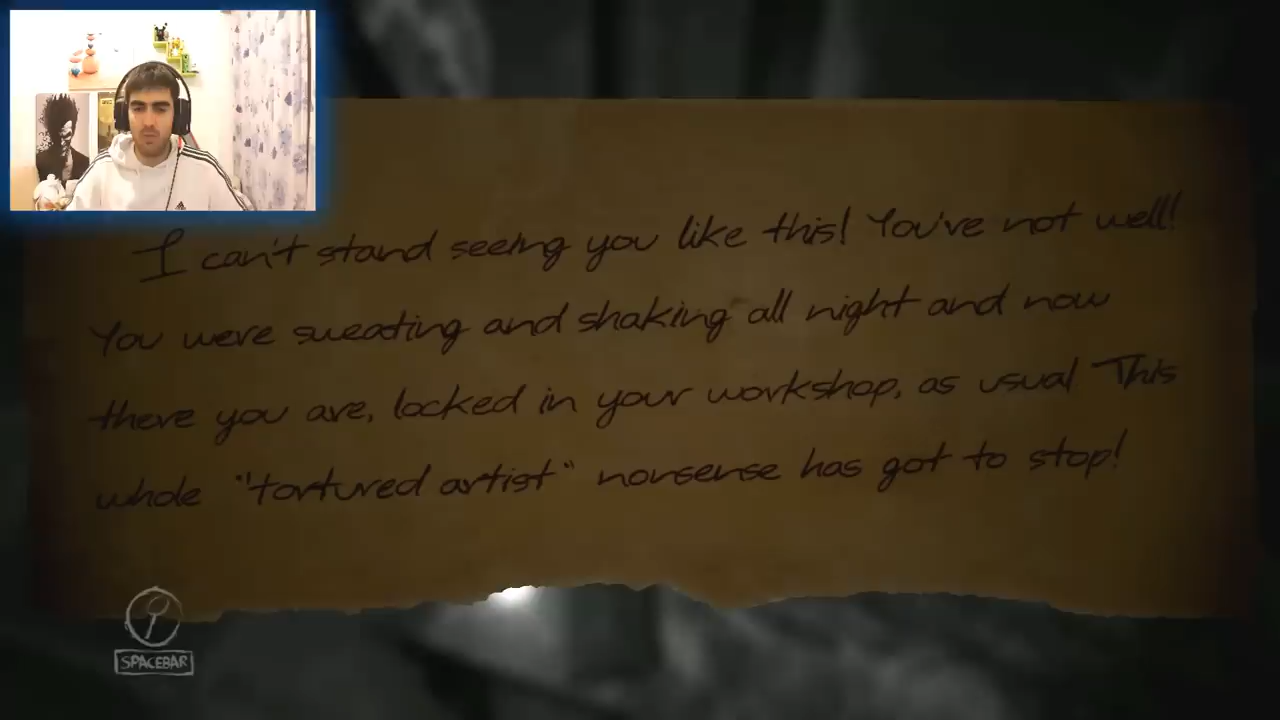 I can't stand seeing you like this! You've not well!
You were sweating and shaking all night and now
there you are, locked in your workshop, as usual This
whole "tortured artist" nonsense has got to stop!
SPACEBAR